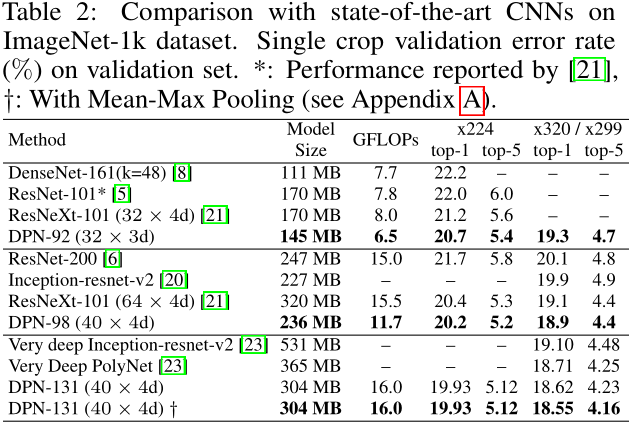 Table 2: Comparison with state-of-the-art CNNs on
ImageNet-1k dataset. Single crop validation error rate
(%) on validation set. *: Performance reported by [21],
†: With Mean-Max Pooling (see Appendix A).
Method Model Size GFLOPs x224 x320 / x299
top-1 top-5 top-1 top-5
DenseNet-161(k=48) [8] 111 MB 7.7 22.2 – – –
ResNet-101* [5] 170 MB 7.8 22.0 6.0 – –
ResNeXt-101 (32 × 4d) [21] 170 MB 8.0 21.2 5.6 – –
DPN-92 (32 × 3d) 145 MB 6.5 20.7 5.4 19.3 4.7
ResNet-200 [6] 247 MB 15.0 21.7 5.8 20.1 4.8
Inception-resnet-v2 [20] 227 MB – – – 19.9 4.9
ResNeXt-101 (64 × 4d) [21] 320 MB 15.5 20.4 5.3 19.1 4.4
DPN-98 (40 × 4d) 236 MB 11.7 20.2 5.2 18.9 4.4
Very deep Inception-resnet-v2 [23] 531 MB – – – 19.10 4.48
Very Deep PolyNet [23] 365 MB – – – 18.71 4.25
DPN-131 (40 × 4d) 304 MB 16.0 19.93 5.12 18.62 4.23
DPN-131 (40 × 4d) † 304 MB 16.0 19.93 5.12 18.55 4.16